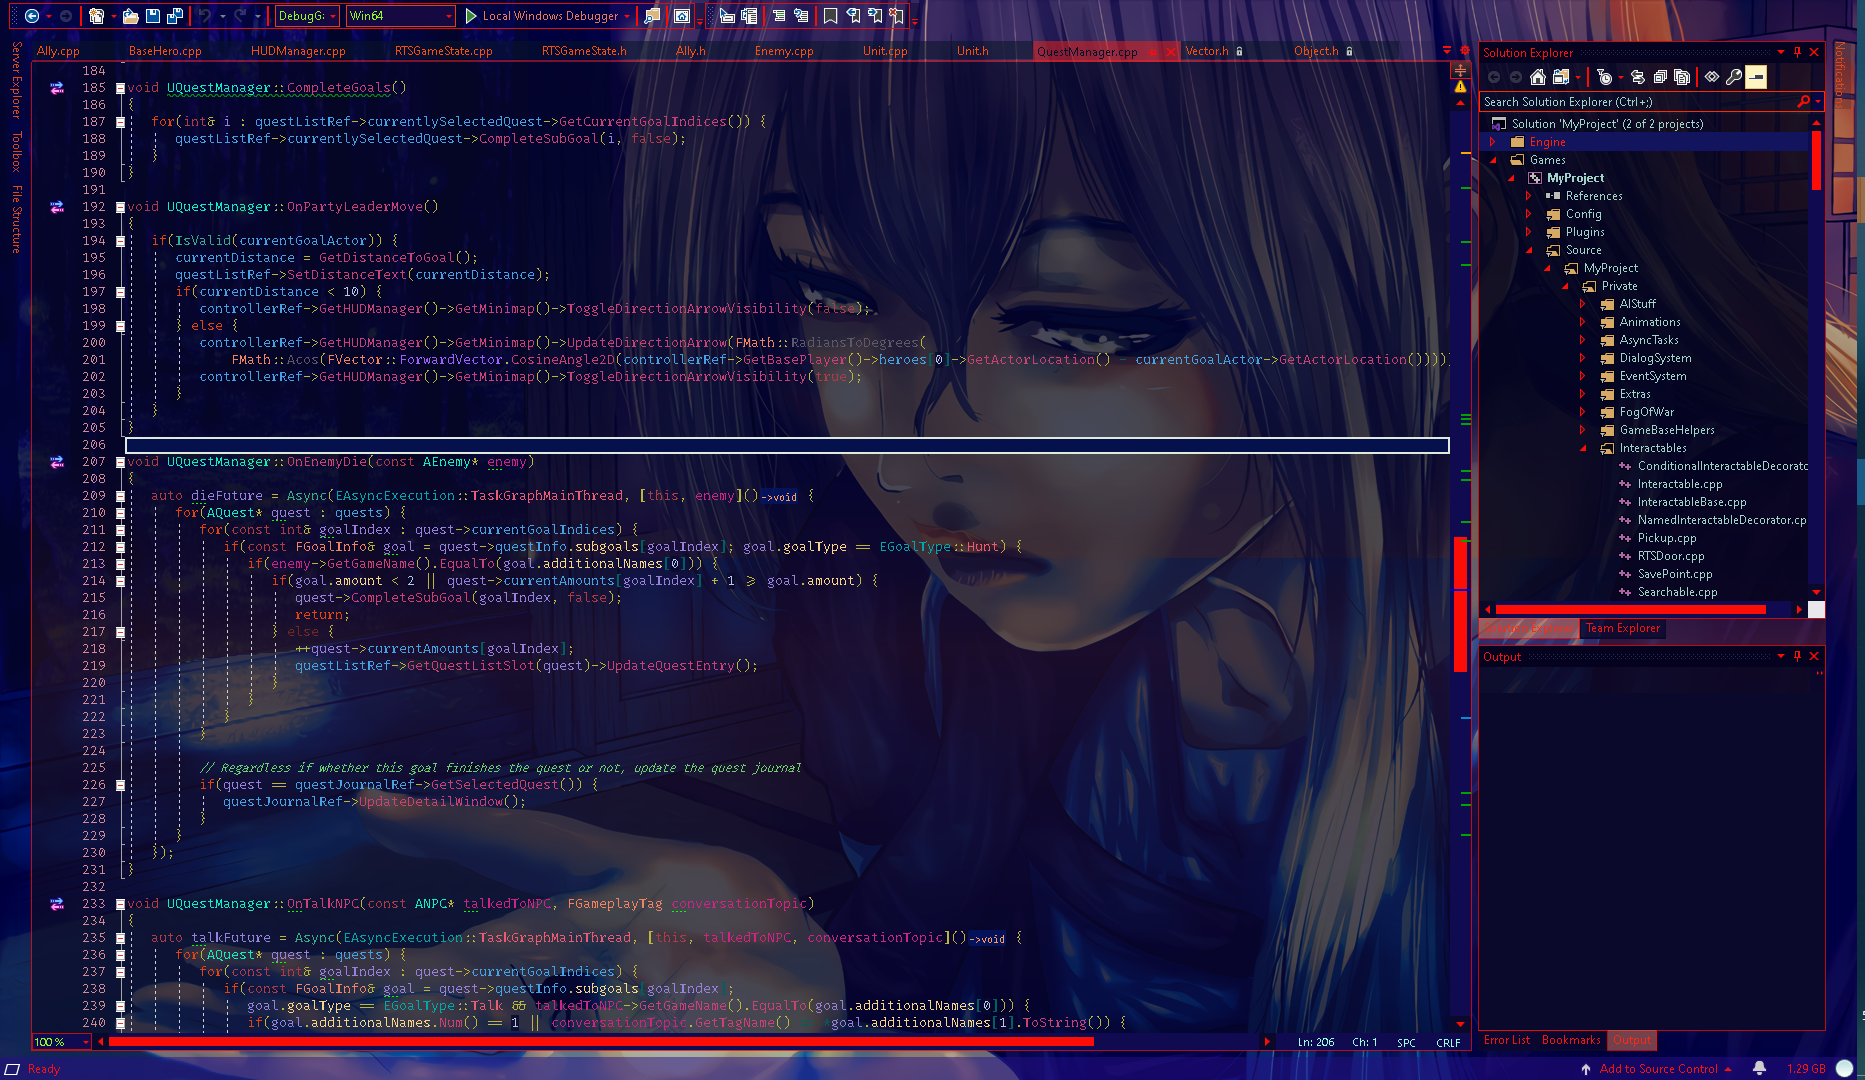 DebugG: Win64 Local Windows Debugger
Ally.cpp BaseHero.cpp HUDManager.cpp RTSGameState.cpp RTSGameState.h Ally.h Enemy.cpp Unit.cpp Unit.h QuestManager.cpp Vector.h Object.h
Server Explorer
Toolbox
File Structure
184
185 void UQuestManager::CompleteGoals()
186 {
187 for(int& i : questListRef->currentlySelectedQuest->GetCurrentGoalIndices()) {
188 questListRef->currentlySelectedQuest->CompleteSubGoal(i, false);
189 }
190 }
191
192 void UQuestManager::OnPartyLeaderMove()
193 {
194 if(IsValid(currentGoalActor)) {
195 currentDistance = GetDistanceToGoal();
196 questListRef->SetDistanceText(currentDistance);
197 if(currentDistance < 10) {
198 controllerRef->GetHUDManager()->GetMinimap()->ToggleDirectionArrowVisibility(false);
199 } else {
200 controllerRef->GetHUDManager()->GetMinimap()->UpdateDirectionArrow(FMath::RadiansToDegrees(
201 FMath::Acos(FVector::ForwardVector.CosineAngle2D(controllerRef->GetBasePlayer()->heroes[0]->GetActorLocation() - currentGoalActor->GetActorLocation()))));
202 controllerRef->GetHUDManager()->GetMinimap()->ToggleDirectionArrowVisibility(true);
203 }
204 }
205 }
206
207 void UQuestManager::OnEnemyDie(const AEnemy* enemy)
208 {
209 auto dieFuture = Async(EAsyncExecution::TaskGraphMainThread, [this, enemy]()->void {
210 for(AQuest* quest : quests) {
211 for(const int& goalIndex : quest->currentGoalIndices) {
212 if(const FGoalInfo& goal = quest->questInfo.subgoals[goalIndex]; goal.goalType == EGoalType::Hunt) {
213 if(enemy->GetGameName().EqualTo(goal.additionalNames[0])) {
214 if(goal.amount < 2 || quest->currentAmounts[goalIndex] + 1 >= goal.amount) {
215 quest->CompleteSubGoal(goalIndex, false);
216 return;
217 } else {
218 ++quest->currentAmounts[goalIndex];
219 questListRef->GetQuestListSlot(quest)->UpdateQuestEntry();
220 }
221 }
222 }
223 }
224
225 // Regardless if whether this goal finishes the quest or not, update the quest journal
226 if(quest == questJournalRef->GetSelectedQuest()) {
227 questJournalRef->UpdateDetailWindow();
228 }
229 }
230 });
231 }
232
233 void UQuestManager::OnTalkNPC(const ANPC* talkedToNPC, FGameplayTag conversationTopic)
234 {
235 auto talkFuture = Async(EAsyncExecution::TaskGraphMainThread, [this, talkedToNPC, conversationTopic]()->void {
236 for(AQuest* quest : quests) {
237 for(const int& goalIndex : quest->currentGoalIndices) {
238 if(const FGoalInfo& goal = quest->questInfo.subgoals[goalIndex];
239 goal.goalType == EGoalType::Talk && talkedToNPC->GetGameName().EqualTo(goal.additionalNames[0])) {
240 if(goal.additionalNames.Num() == 1 || conversationTopic.GetTagName() == *goal.additionalNames[1].ToString()) {
100 % Ln: 206 Ch: 1 SPC CRLF
Solution Explorer
Search Solution Explorer (Ctrl+;)
Solution 'MyProject' (2 of 2 projects)
Engine
Games
MyProject
References
Config
Plugins
Source
MyProject
Private
AIStuff
Animations
AsyncTasks
DialogSystem
EventSystem
Extras
FogOfWar
GameBaseHelpers
Interactables
ConditionalInteractableDecorato
Interactable.cpp
InteractableBase.cpp
NamedInteractableDecorator.cp
Pickup.cpp
RTSDoor.cpp
SavePoint.cpp
Searchable.cpp
Team Explorer
Output
Error List Bookmarks Output
Notifications
Ready Add to Source Control 1.29 GB